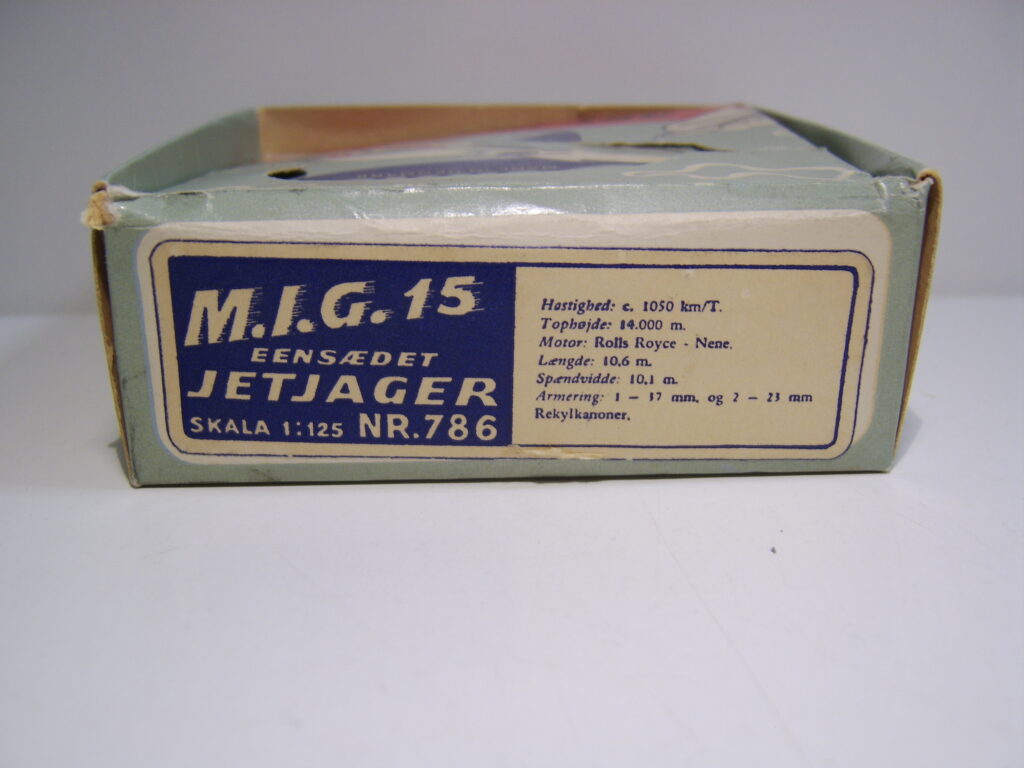 M.I.G. 15
EENSÆDET
JETJAGER
SKALA 1:125 NR.786
Hastighed: c. 1050 km/T.
Tophøjde: 14.000 m.
Motor: Rolls Royce - Nene.
Længde: 10,6 m.
Spændvidde: 10,1 m.
Armering: 1 — 37 mm. og 2 — 23 mm
Rekylkanoner.